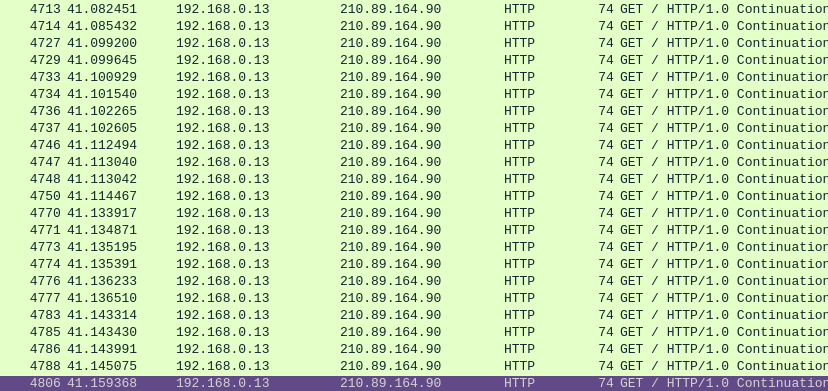 4713 41.082451 192.168.0.13 210.89.164.90 HTTP 74 GET / HTTP/1.0 Continuation
4714 41.085432 192.168.0.13 210.89.164.90 HTTP 74 GET / HTTP/1.0 Continuation
4727 41.099200 192.168.0.13 210.89.164.90 HTTP 74 GET / HTTP/1.0 Continuation
4729 41.099645 192.168.0.13 210.89.164.90 HTTP 74 GET / HTTP/1.0 Continuation
4733 41.100929 192.168.0.13 210.89.164.90 HTTP 74 GET / HTTP/1.0 Continuation
4734 41.101540 192.168.0.13 210.89.164.90 HTTP 74 GET / HTTP/1.0 Continuation
4736 41.102265 192.168.0.13 210.89.164.90 HTTP 74 GET / HTTP/1.0 Continuation
4737 41.102605 192.168.0.13 210.89.164.90 HTTP 74 GET / HTTP/1.0 Continuation
4746 41.112494 192.168.0.13 210.89.164.90 HTTP 74 GET / HTTP/1.0 Continuation
4747 41.113040 192.168.0.13 210.89.164.90 HTTP 74 GET / HTTP/1.0 Continuation
4748 41.113042 192.168.0.13 210.89.164.90 HTTP 74 GET / HTTP/1.0 Continuation
4750 41.114467 192.168.0.13 210.89.164.90 HTTP 74 GET / HTTP/1.0 Continuation
4770 41.133917 192.168.0.13 210.89.164.90 HTTP 74 GET / HTTP/1.0 Continuation
4771 41.134871 192.168.0.13 210.89.164.90 HTTP 74 GET / HTTP/1.0 Continuation
4773 41.135195 192.168.0.13 210.89.164.90 HTTP 74 GET / HTTP/1.0 Continuation
4774 41.135391 192.168.0.13 210.89.164.90 HTTP 74 GET / HTTP/1.0 Continuation
4776 41.136233 192.168.0.13 210.89.164.90 HTTP 74 GET / HTTP/1.0 Continuation
4777 41.136510 192.168.0.13 210.89.164.90 HTTP 74 GET / HTTP/1.0 Continuation
4783 41.143314 192.168.0.13 210.89.164.90 HTTP 74 GET / HTTP/1.0 Continuation
4785 41.143430 192.168.0.13 210.89.164.90 HTTP 74 GET / HTTP/1.0 Continuation
4786 41.143991 192.168.0.13 210.89.164.90 HTTP 74 GET / HTTP/1.0 Continuation
4788 41.145075 192.168.0.13 210.89.164.90 HTTP 74 GET / HTTP/1.0 Continuation
4806 41.159368 192.168.0.13 210.89.164.90 HTTP 74 GET / HTTP/1.0 Continuation